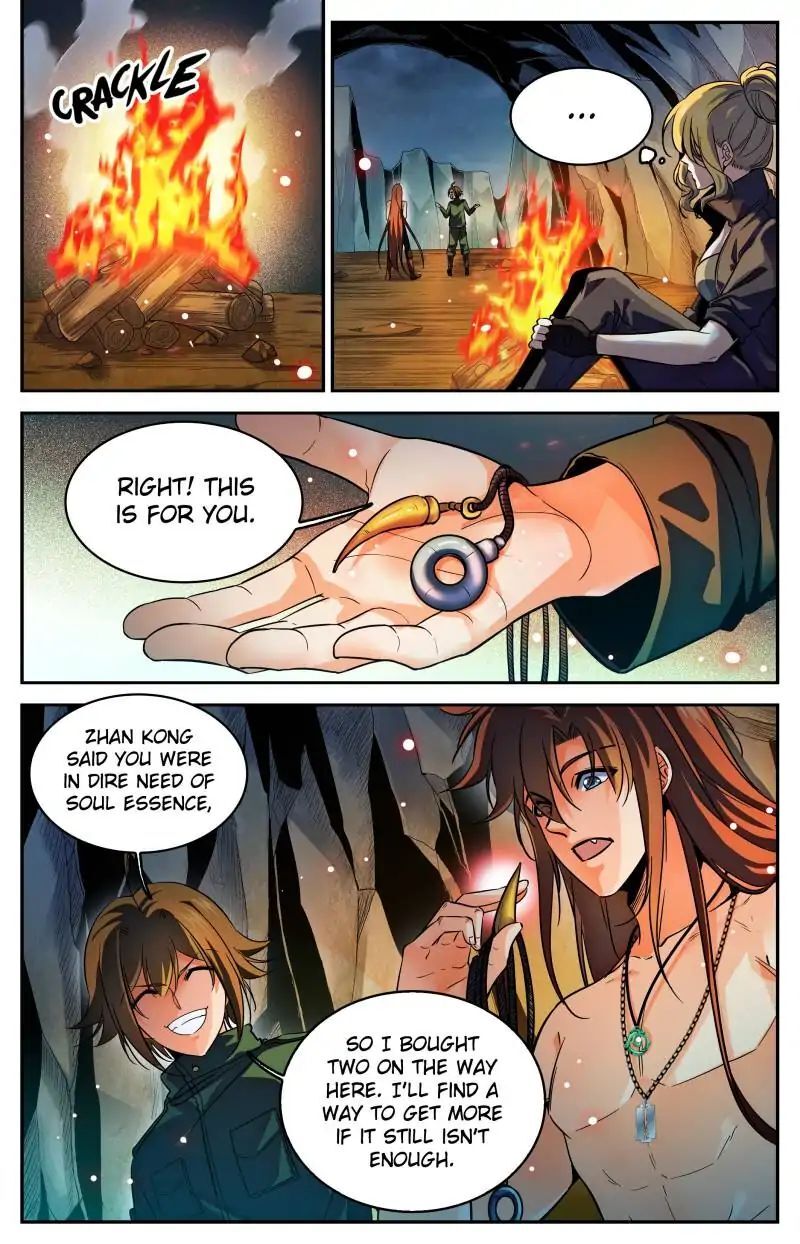 CRACKLE
...
RIGHT! THIS
IS FOR YOU.
ZHAN KONG
SAID YOU WERE
IN DIRE NEED OF
SOUL ESSENCE,
SO I BOUGHT
TWO ON THE WAY
HERE. I'LL FIND A
WAY TO GET MORE
IF IT STILL ISN'T
ENOUGH.